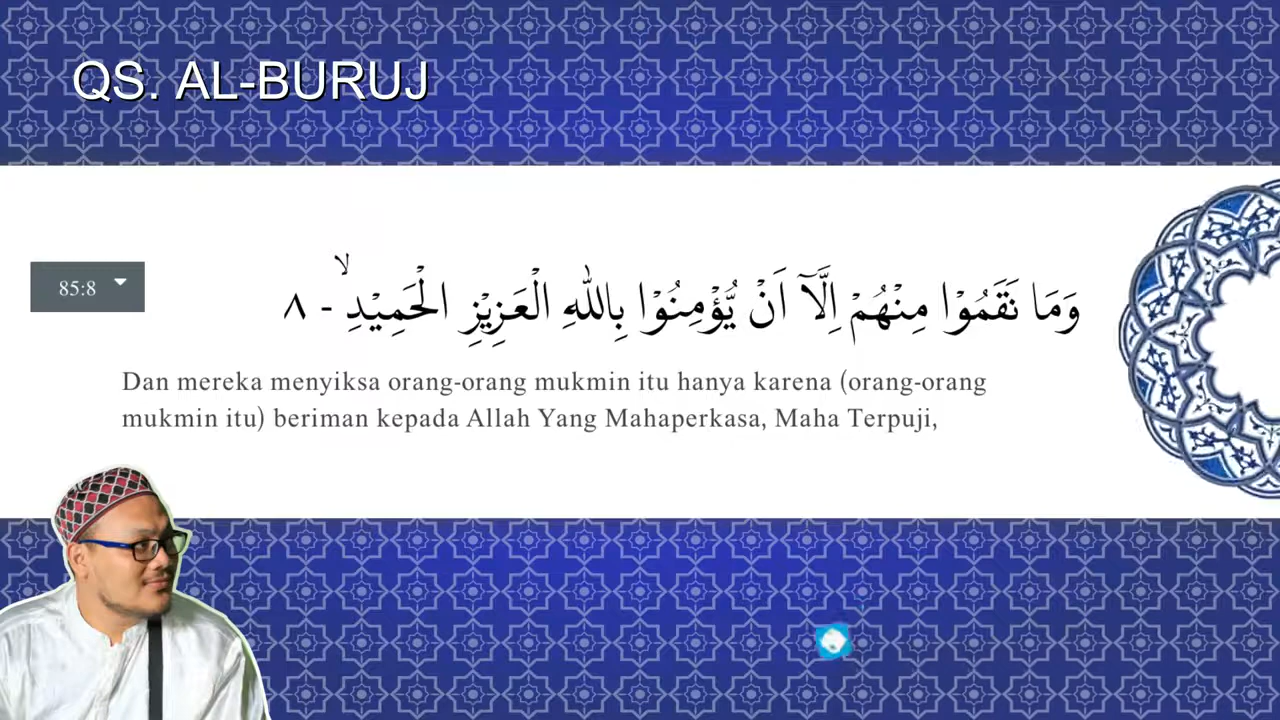 QS. AL-BURUJ
85:8
وَمَا نَقَمُوْا مِنْهُمْ اِلَّآ اَنْ يُّؤْمِنُوْا بِاللّٰهِ الْعَزِيْزِ الْحَمِيْدِۙ - ٨
Dan mereka menyiksa orang-orang mukmin itu hanya karena (orang-orang
mukmin itu) beriman kepada Allah Yang Mahaperkasa, Maha Terpuji,